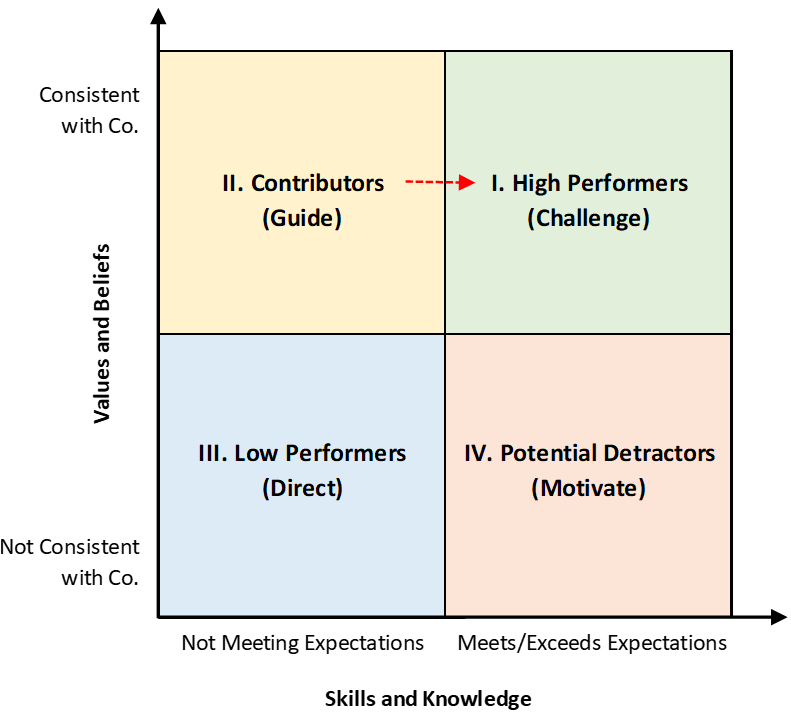 Consistent
with Co.
II. Contributors
(Guide)
I. High Performers
(Challenge)
Values and Beliefs
III. Low Performers
(Direct)
IV. Potential Detractors
(Motivate)
Not Consistent
with Co.
Not Meeting Expectations
Meets/Exceeds Expectations
Skills and Knowledge